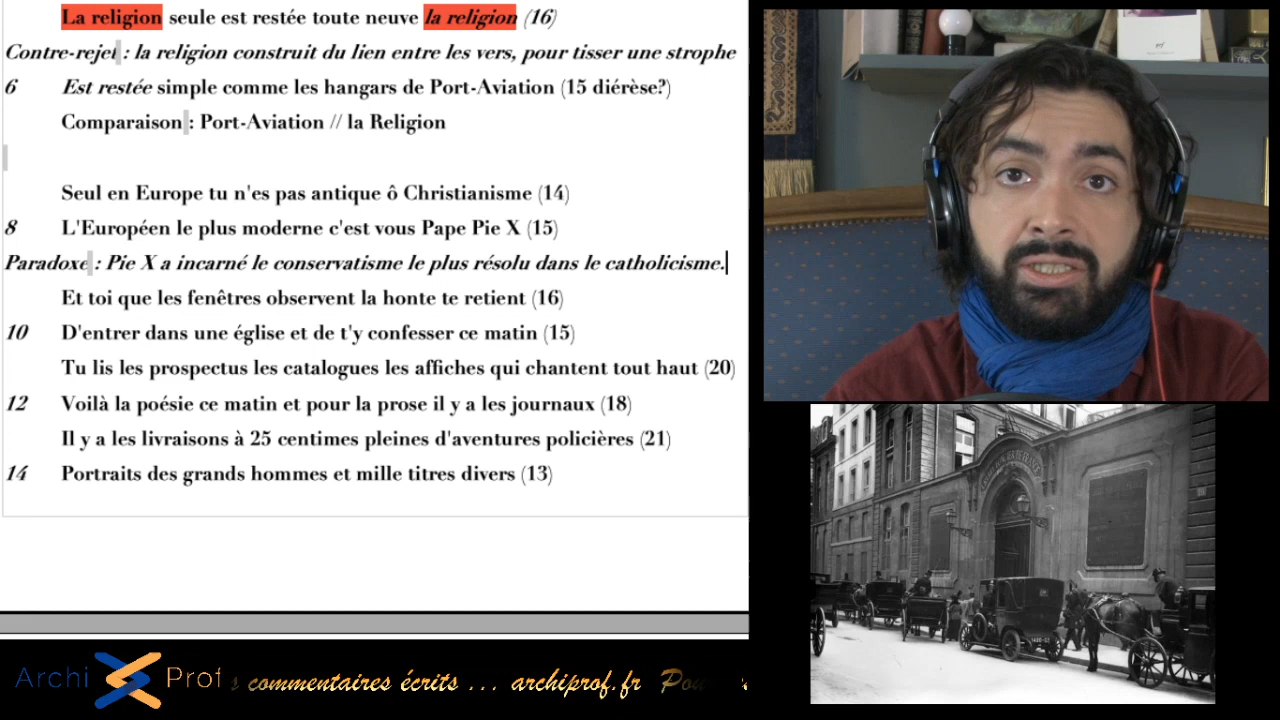 La religion seule est restée toute neuve la religion (16)
Contre-rejet : la religion construit du lien entre les vers, pour tisser une strophe
6 Est restée simple comme les hangars de Port-Aviation (15 diérèse?)
Comparaison : Port-Aviation // la Religion
Seul en Europe tu n'es pas antique ô Christianisme (14)
8 L'Européen le plus moderne c'est vous Pape Pie X (15)
Paradoxe : Pie X a incarné le conservatisme le plus résolu dans le catholicisme.
Et toi que les fenêtres observent la honte te retient (16)
10 D'entrer dans une église et de t'y confesser ce matin (15)
Tu lis les prospectus les catalogues les affiches qui chantent tout haut (20)
12 Voilà la poésie ce matin et pour la prose il y a les journaux (18)
Il y a les livraisons à 25 centimes pleines d'aventures policières (21)
14 Portraits des grands hommes et mille titres divers (13)
Archi Prof
s commentaires écrits ... archiprof.fr Pou